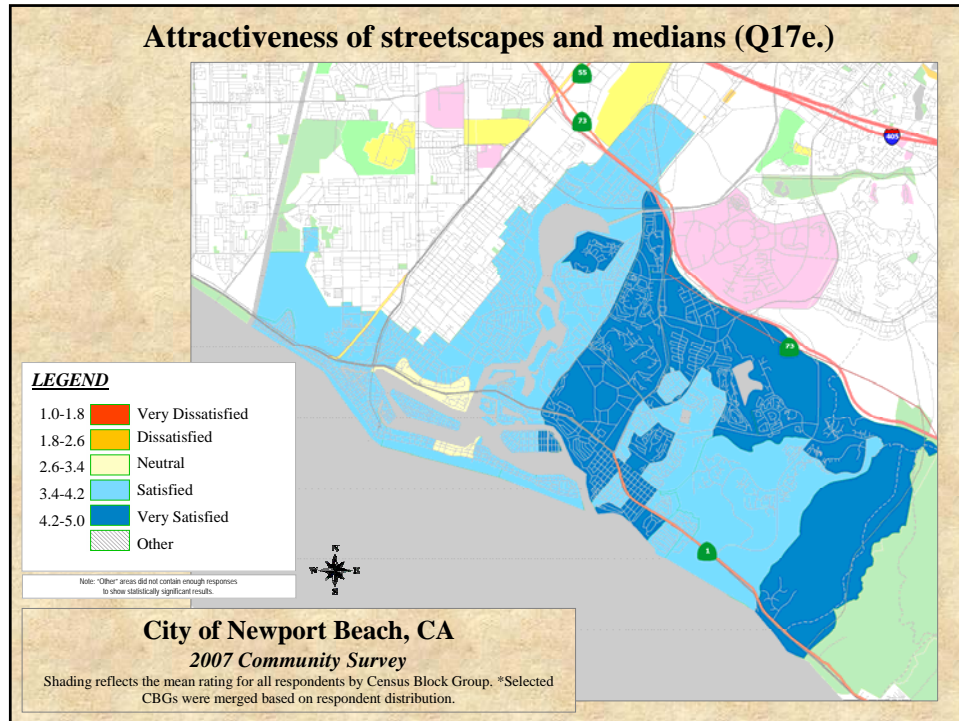 Attractiveness of streetscapes and medians (Q17e.)
55
73
405
73
1
LEGEND
1.0-1.8 Very Dissatisfied
1.8-2.6 Dissatisfied
2.6-3.4 Neutral
3.4-4.2 Satisfied
4.2-5.0 Very Satisfied
Other
Note: "Other" areas did not contain enough responses
to show statistically significant results.
N
W E
S
City of Newport Beach, CA
2007 Community Survey
Shading reflects the mean rating for all respondents by Census Block Group. *Selected
CBGs were merged based on respondent distribution.